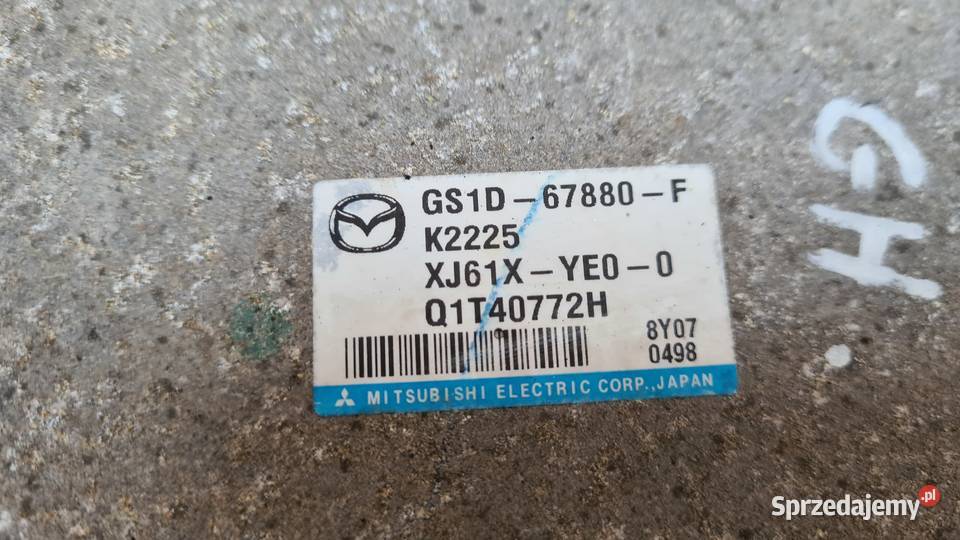 GS1D-67880-F
K2225
XJ61X-YE0-0
Q1T40772H
8Y07
0498
MITSUBISHI ELECTRIC CORP.,JAPAN
GH
Sprzedajemy.pl